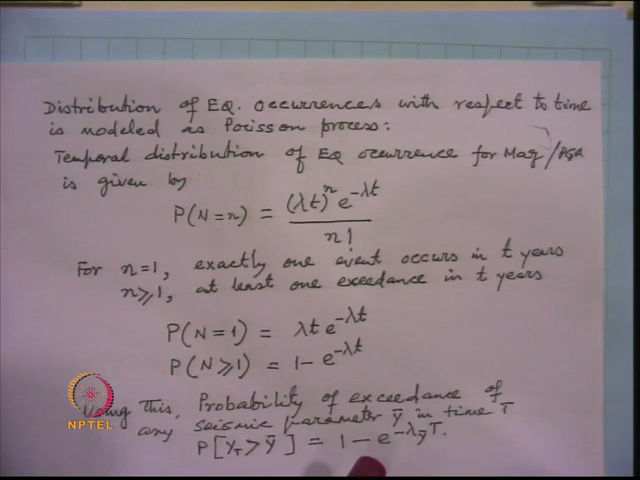 Distribution of EQ. occurrences with respect to time
is modeled as Poisson process:
Temporal distribution of EQ occurrence for Mag/PGA
is given by
P(N=n) = (λt)^n e^{-λt} / n!
For n=1, exactly one event occurs in t years
n≥1, at least one exceedance in t years
P(N=1) = λt e^{-λt}
P(N≥1) = 1 - e^{-λt}
Using this, Probability of exceedance of
any seismic parameter ȳ in time T
P[Y_T > ȳ] = 1 - e^{-λ_ȳ T}.
NPTEL